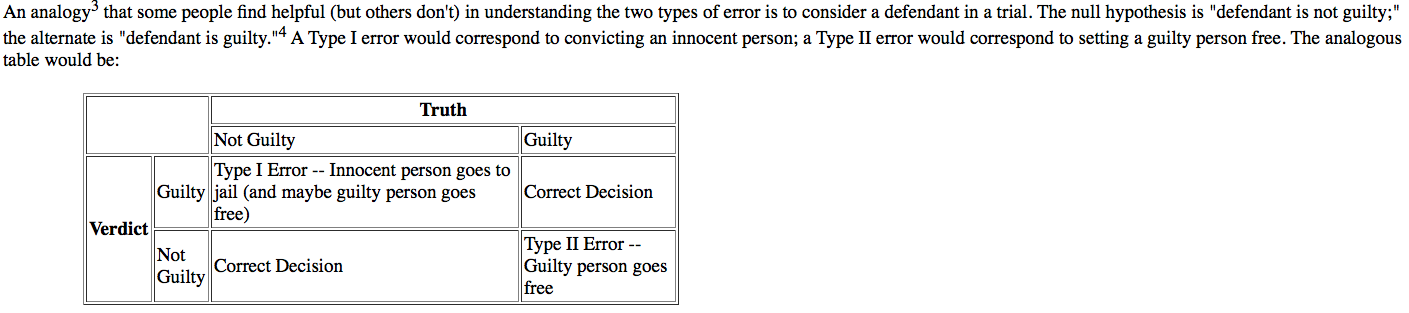 An analogy3 that some people find helpful (but others don't) in understanding the two types of error is to consider a defendant in a trial. The null hypothesis is "defendant is not guilty;"
the alternate is "defendant is guilty."4 A Type I error would correspond to convicting an innocent person; a Type II error would correspond to setting a guilty person free. The analogous
table would be:
Truth
Not Guilty
Guilty
Verdict
Guilty
Type I Error -- Innocent person goes to
jail (and maybe guilty person goes
free)
Correct Decision
Not
Guilty
Correct Decision
Type II Error --
Guilty person goes
free